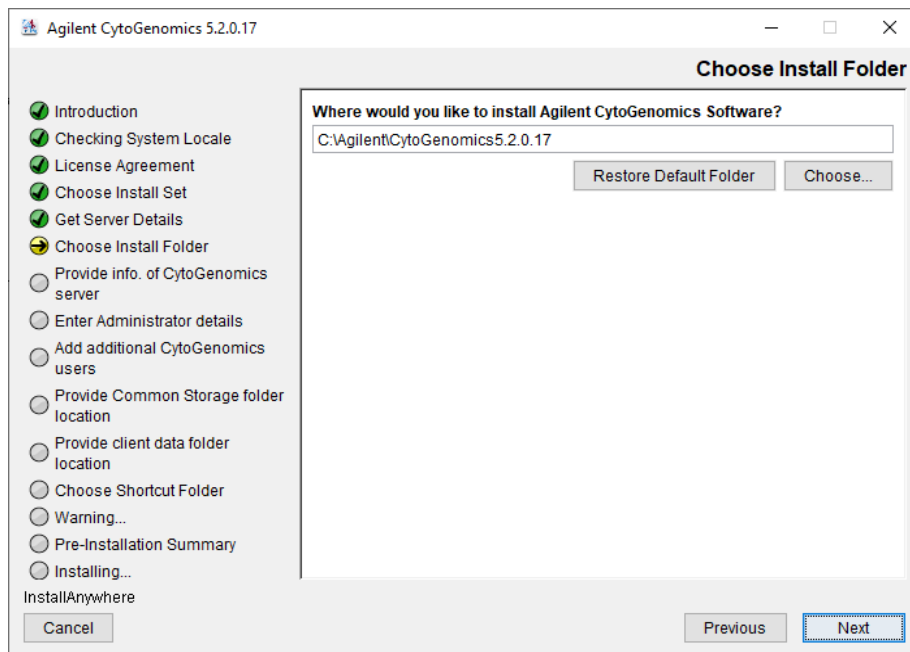 Agilent CytoGenomics 5.2.0.17
Choose Install Folder
Introduction
Checking System Locale
License Agreement
Choose Install Set
Get Server Details
Choose Install Folder
Provide info. of CytoGenomics
server
Enter Administrator details
Add additional CytoGenomics
users
Provide Common Storage folder
location
Provide client data folder
location
Choose Shortcut Folder
Warning...
Pre-Installation Summary
Installing...
Where would you like to install Agilent CytoGenomics Software?
C:\Agilent\CytoGenomics5.2.0.17
Restore Default Folder
Choose...
InstallAnywhere
Cancel
Previous
Next